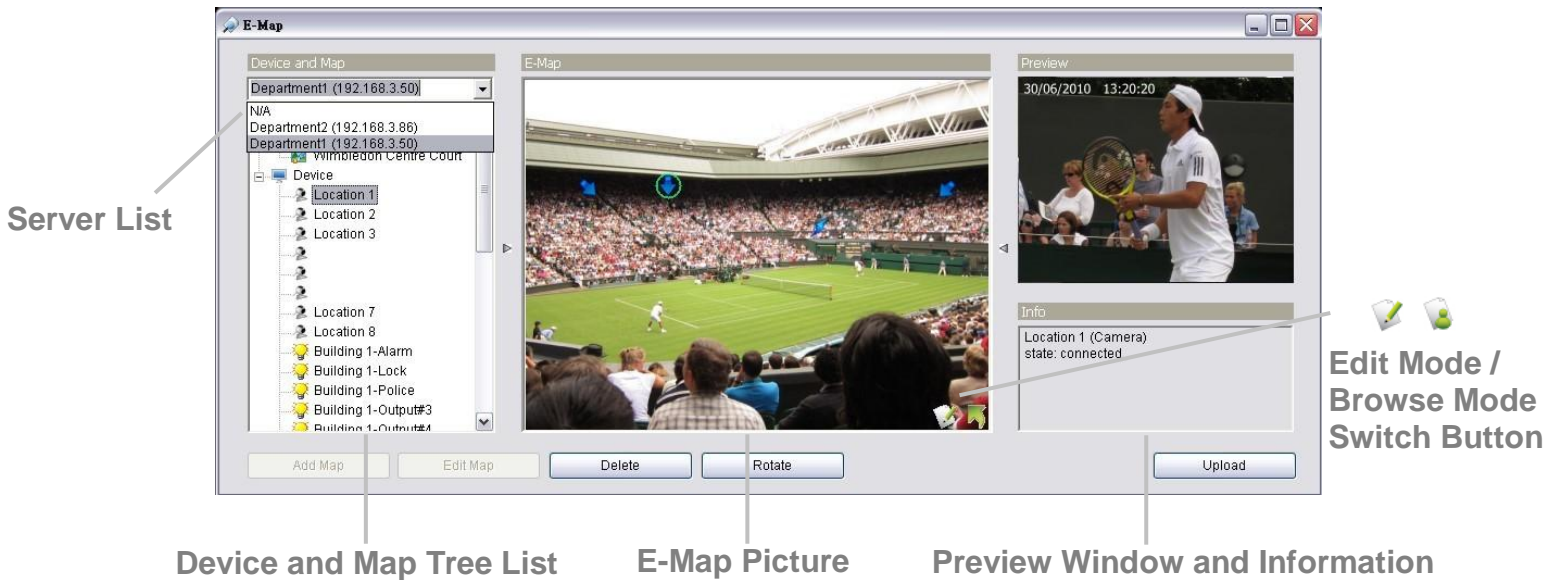 E-Map
Device and Map
Department1 (192.168.3.50)
N/A
Department2 (192.168.3.86)
Department1 (192.168.3.50)
Wimbledon Centre Court
Device
Location 1
Location 2
Location 3
Location 7
Location 8
Building 1-Alarm
Building 1-Lock
Building 1-Police
Building 1-Output#3
Building 1-Output#4
E-Map
Preview
30/06/2010 13:20:20
Info
Location 1 (Camera)
state: connected
Add Map
Edit Map
Delete
Rotate
Upload
Server List
Edit Mode /
Browse Mode
Switch Button
Device and Map Tree List
E-Map Picture
Preview Window and Information